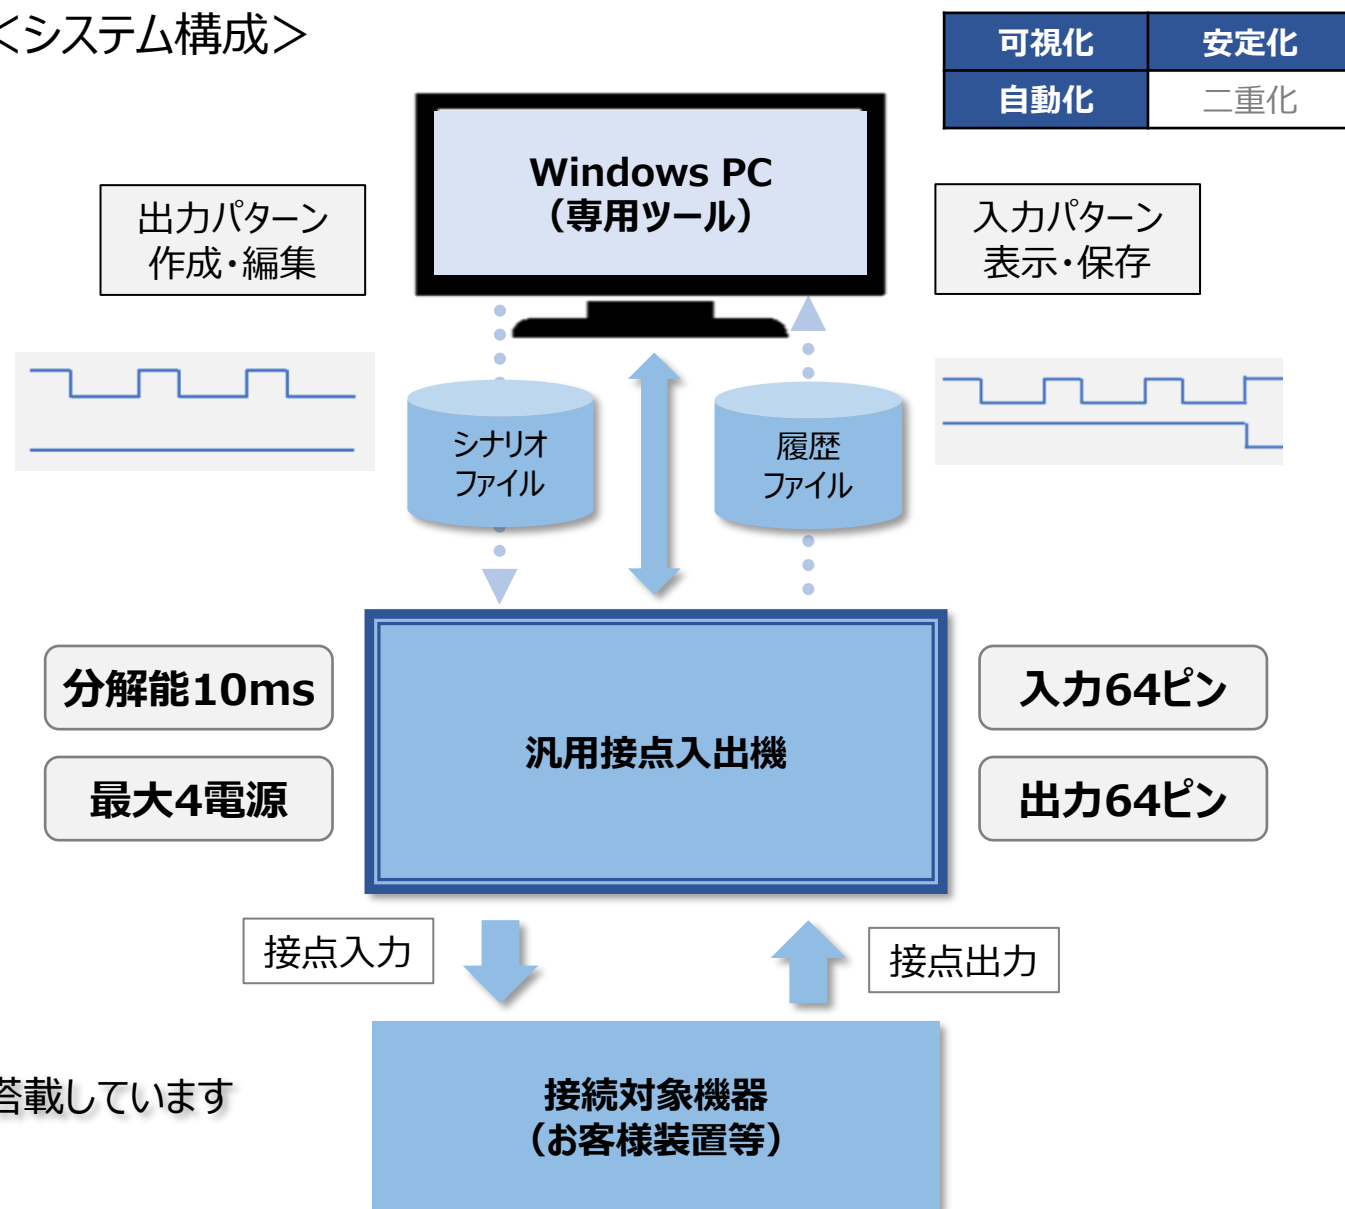 <システム構成>
可視化
安定化
自動化
二重化
Windows PC
（専用ツール）
出力パターン
作成・編集
入力パターン
表示・保存
シナリオ
ファイル
履歴
ファイル
分解能10ms
入力64ピン
汎用接点入出機
最大4電源
出力64ピン
接点入力
接点出力
搭載しています
接続対象機器
（お客様装置等）